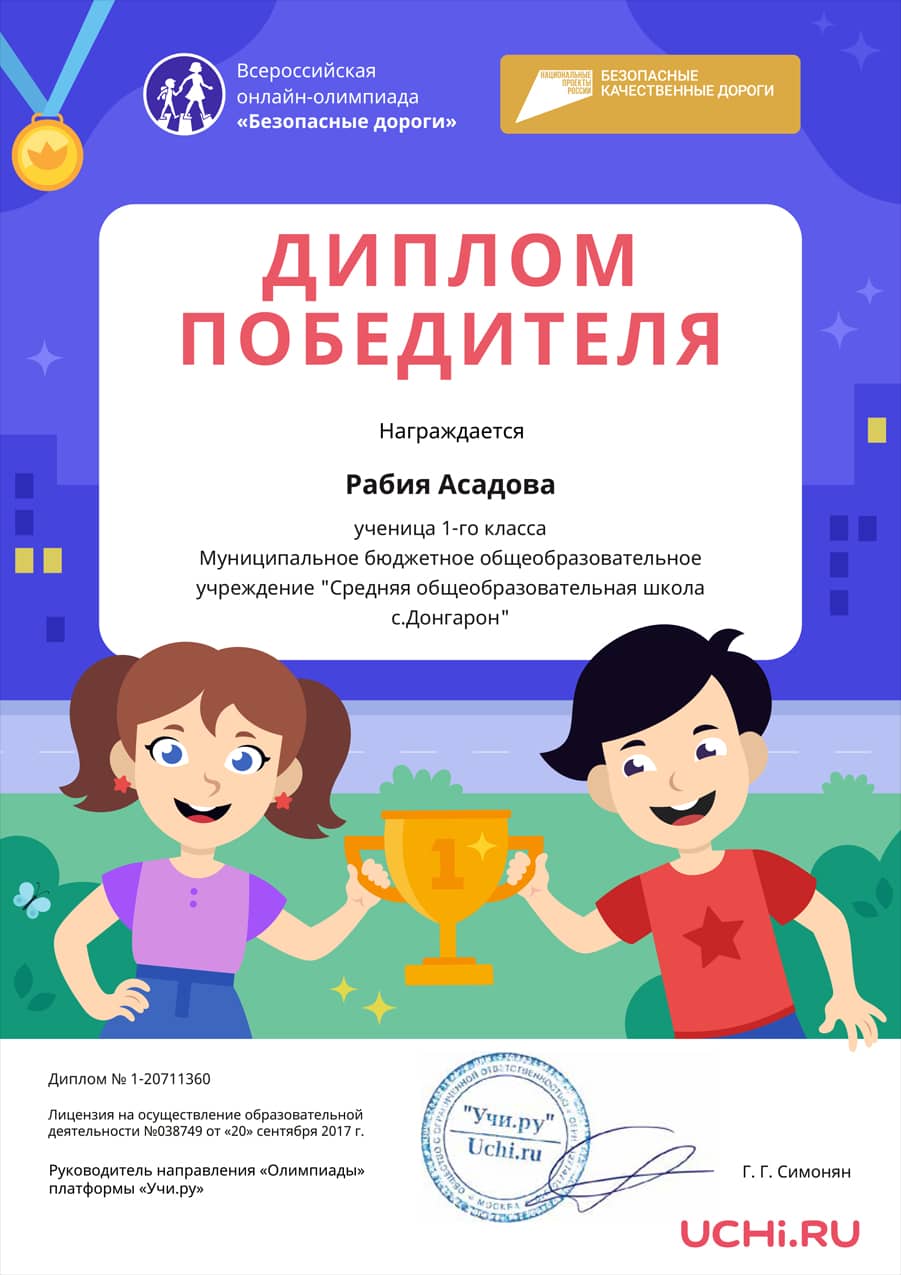 Всероссийская
онлайн-олимпиада
«Безопасные дороги»
НАЦИОНАЛЬНЫЕ
ПРОЕКТЫ
РОССИИ
БЕЗОПАСНЫЕ
КАЧЕСТВЕННЫЕ ДОРОГИ
ДИПЛОМ
ПОБЕДИТЕЛЯ
Награждается
Рабия Асадова
ученица 1-го класса
Муниципальное бюджетное общеобразовательное
учреждение "Средняя общеобразовательная школа
с.Донгарон"
1
Диплом № 1-20711360
Лицензия на осуществление образовательной
деятельности №038749 от «20» сентября 2017 г.
Руководитель направления «Олимпиады»
платформы «Учи.ру»
ОБЩЕСТВО С ОГРАНИЧЕННОЙ ОТВЕТСТВЕННОСТЬЮ
"Учи.ру"
Uchi.ru
МОСКВА
Г. Г. Симонян
UCHi.RU